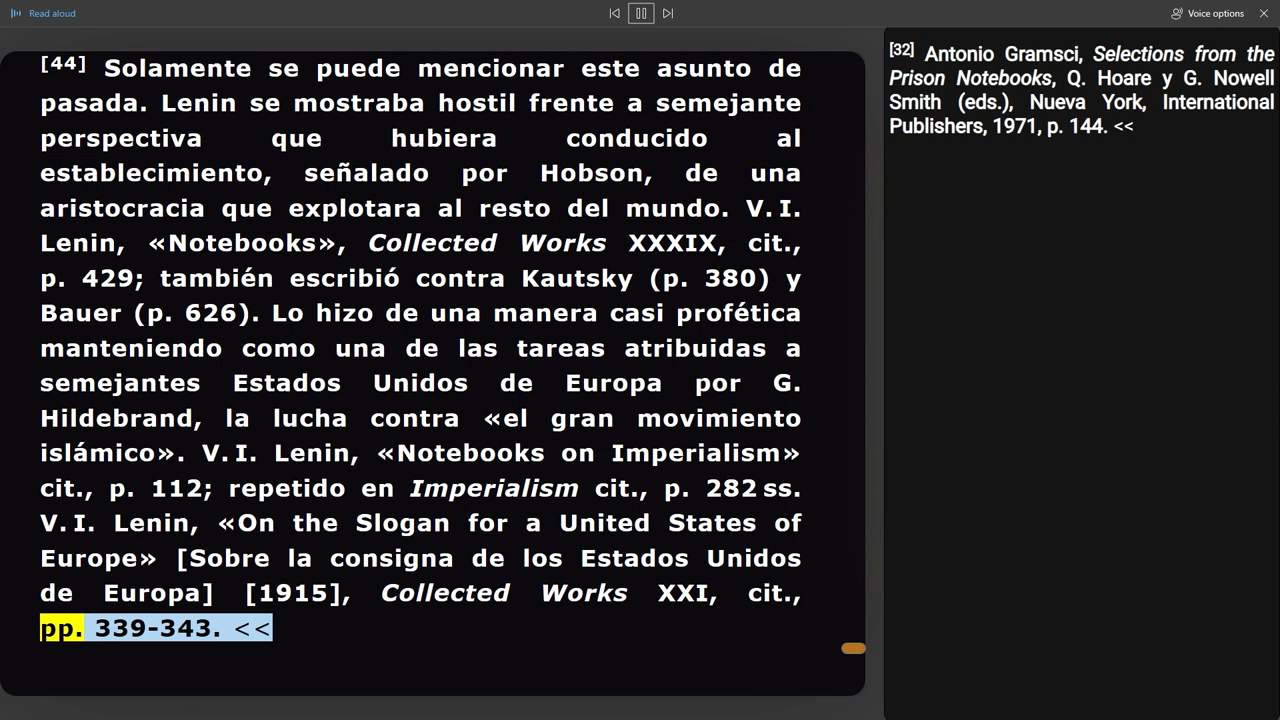 Read aloud
Voice options
[44] Solamente se puede mencionar este asunto de
pasada. Lenin se mostraba hostil frente a semejante
perspectiva que hubiera conducido al
establecimiento, señalado por Hobson, de una
aristocracia que explotara al resto del mundo. V. I.
Lenin, «Notebooks», Collected Works XXXIX, cit.,
p. 429; también escribió contra Kautsky (p. 380) y
Bauer (p. 626). Lo hizo de una manera casi profética
manteniendo como una de las tareas atribuidas a
semejantes Estados Unidos de Europa por G.
Hildebrand, la lucha contra «el gran movimiento
islámico». V. I. Lenin, «Notebooks on Imperialism»
cit., p. 112; repetido en Imperialism cit., p. 282 ss.
V. I. Lenin, «On the Slogan for a United States of
Europe» [Sobre la consigna de los Estados Unidos
de Europa] [1915], Collected Works XXI, cit.,
pp. 339-343. <<
[32] Antonio Gramsci, Selections from the
Prison Notebooks, Q. Hoare y G. Nowell
Smith (eds.), Nueva York, International
Publishers, 1971, p. 144. <<